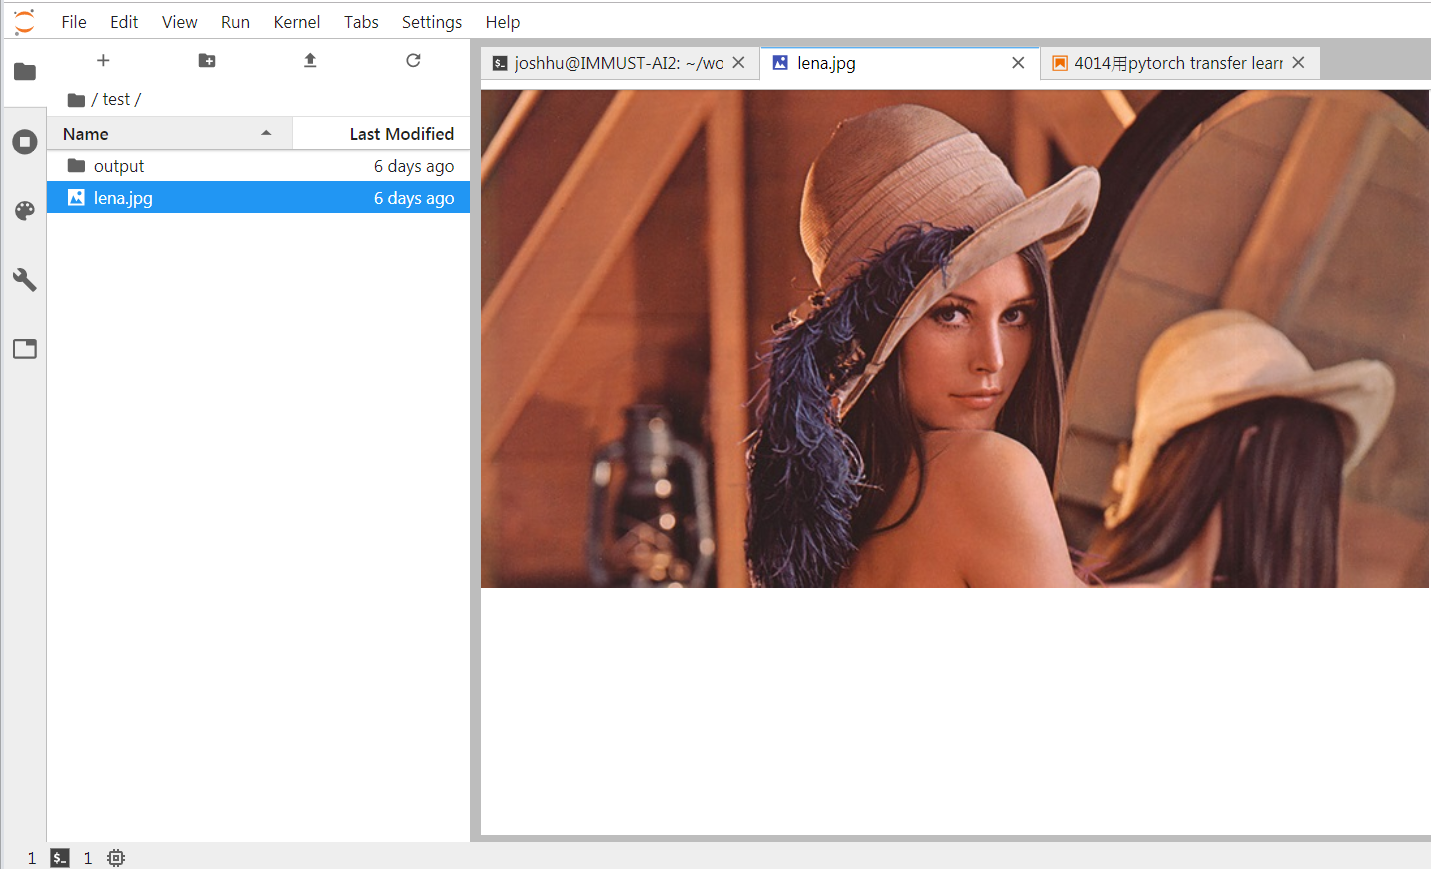 File Edit View Run Kernel Tabs Settings Help
joshhu@IMMUST-AI2: ~/wo
lena.jpg
4014用pytorch transfer learr
/ test /
Name Last Modified
output 6 days ago
lena.jpg 6 days ago
1 $_ 1